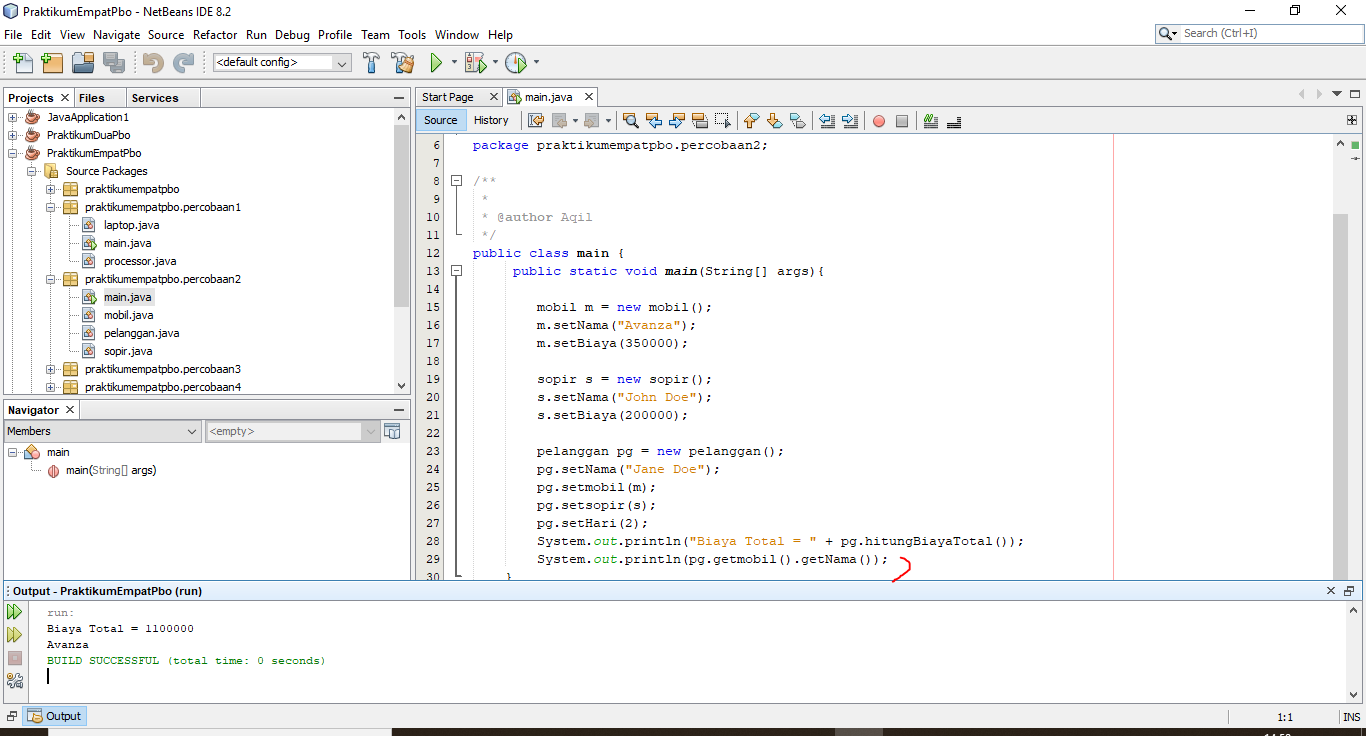 PraktikumEmpatPbo - NetBeans IDE 8.2
File Edit View Navigate Source Refactor Run Debug Profile Team Tools Window Help
Search (Ctrl+I)
<default config>
Projects Files Services
JavaApplication1
PraktikumDuaPbo
PraktikumEmpatPbo
Source Packages
praktikumempatpbo
praktikumempatpbo.percobaan1
laptop.java
main.java
processor.java
praktikumempatpbo.percobaan2
main.java
mobil.java
pelanggan.java
sopir.java
praktikumempatpbo.percobaan3
praktikumempatpbo.percobaan4
Navigator
Members <empty>
main
main(String[] args)
Start Page main.java
Source History
6 package praktikumempatpbo.percobaan2;
7
8 /**
9 *
10 * @author Aqil
11 */
12 public class main {
13 public static void main(String[] args){
14
15 mobil m = new mobil();
16 m.setNama("Avanza");
17 m.setBiaya(350000);
18
19 sopir s = new sopir();
20 s.setNama("John Doe");
21 s.setBiaya(200000);
22
23 pelanggan pg = new pelanggan();
24 pg.setNama("Jane Doe");
25 pg.setmobil(m);
26 pg.setsopir(s);
27 pg.setHari(2);
28 System.out.println("Biaya Total = " + pg.hitungBiayaTotal());
29 System.out.println(pg.getmobil().getNama());
30 }
Output - PraktikumEmpatPbo (run)
run:
Biaya Total = 1100000
Avanza
BUILD SUCCESSFUL (total time: 0 seconds)
Output
1:1 INS